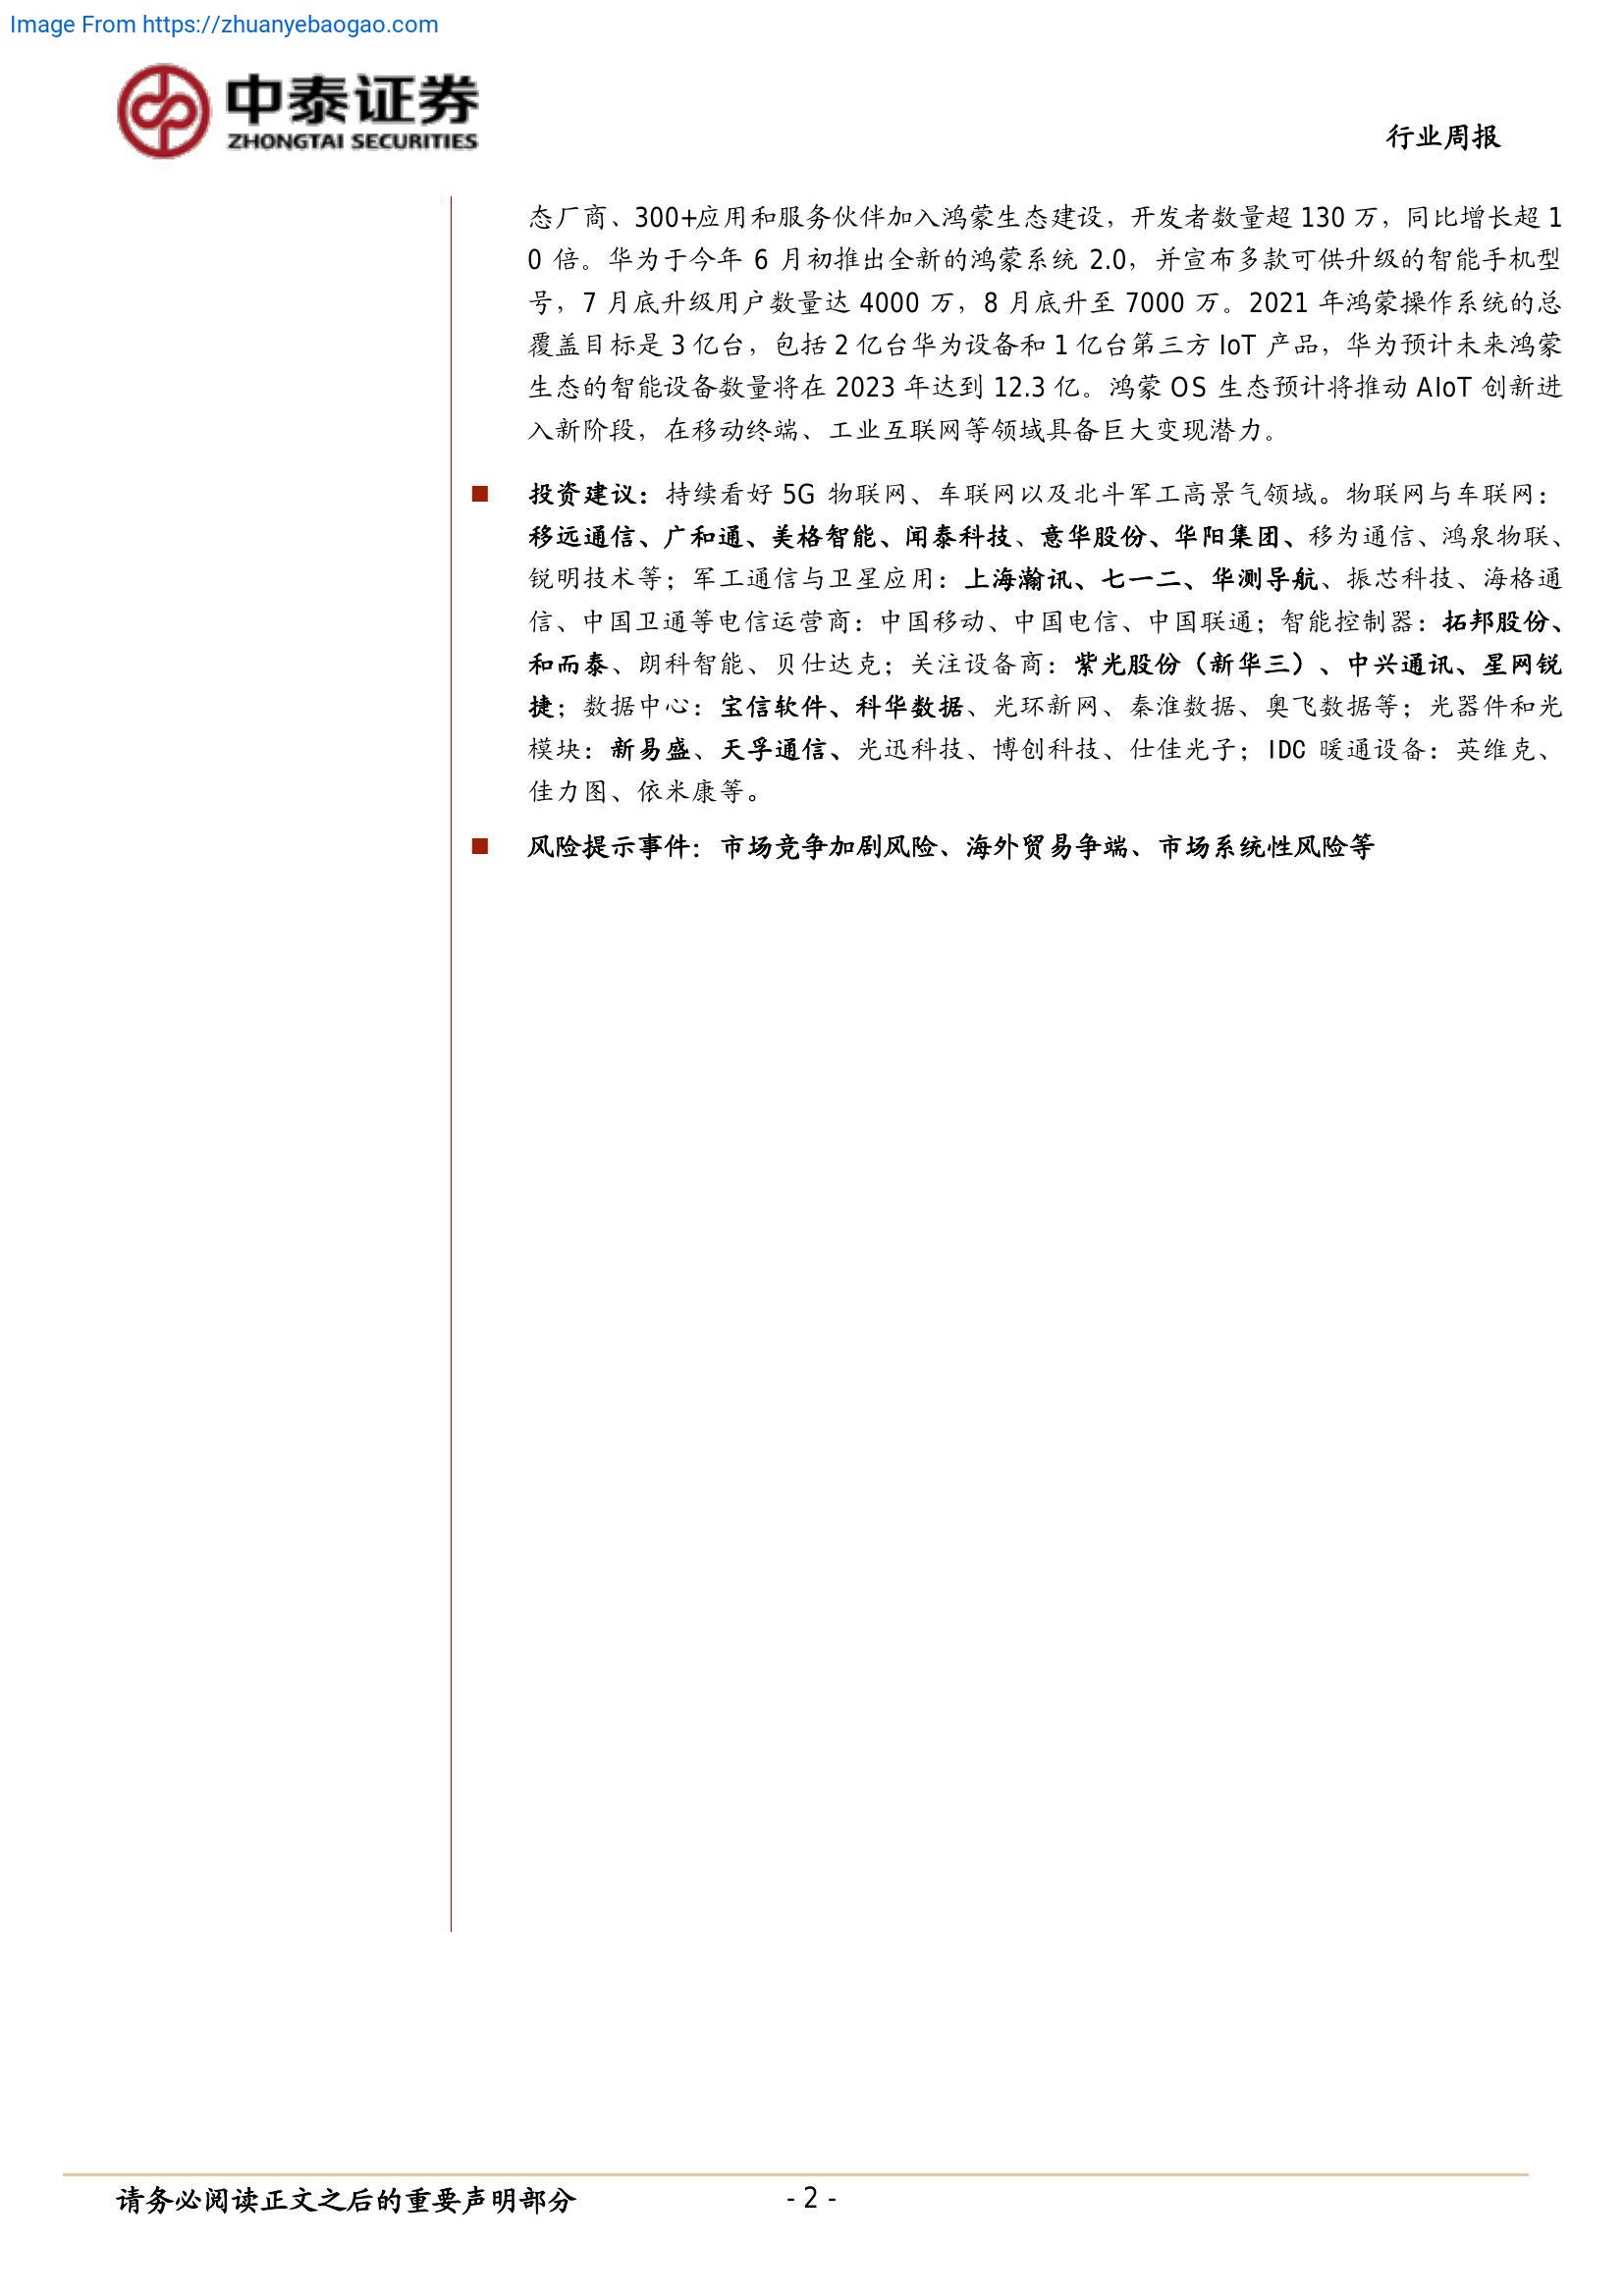 Image From https://zhuanyebaogao.com
中泰证券
ZHONGTAI SECURITIES
行业周报
态厂商、300+应用和服务伙伴加入鸿蒙生态建设，开发者数量超 130 万，同比增长超 1
0 倍。华为于今年 6 月初推出全新的鸿蒙系统 2.0，并宣布多款可供升级的智能手机型
号，7 月底升级用户数量达 4000 万，8 月底升至 7000 万。2021 年鸿蒙操作系统的总
覆盖目标是 3 亿台，包括 2 亿台华为设备和 1 亿台第三方 IoT 产品，华为预计未来鸿蒙
生态的智能设备数量将在 2023 年达到 12.3 亿。鸿蒙 OS 生态预计将推动 AIoT 创新进
入新阶段，在移动终端、工业互联网等领域具备巨大变现潜力。
■ 投资建议：持续看好 5G 物联网、车联网以及北斗军工高景气领域。物联网与车联网：
移远通信、广和通、美格智能、闻泰科技、意华股份、华阳集团、移为通信、鸿泉物联、
锐明技术等；军工通信与卫星应用：上海瀚讯、七一二、华测导航、振芯科技、海格通
信、中国卫通等电信运营商：中国移动、中国电信、中国联通；智能控制器：拓邦股份、
和而泰、朗科智能、贝仕达克；关注设备商：紫光股份（新华三）、中兴通讯、星网锐
捷；数据中心：宝信软件、科华数据、光环新网、秦淮数据、奥飞数据等；光器件和光
模块：新易盛、天孚通信、光迅科技、博创科技、仕佳光子；IDC 暖通设备：英维克、
佳力图、依米康等。
■ 风险提示事件：市场竞争加剧风险、海外贸易争端、市场系统性风险等
请务必阅读正文之后的重要声明部分
- 2 -